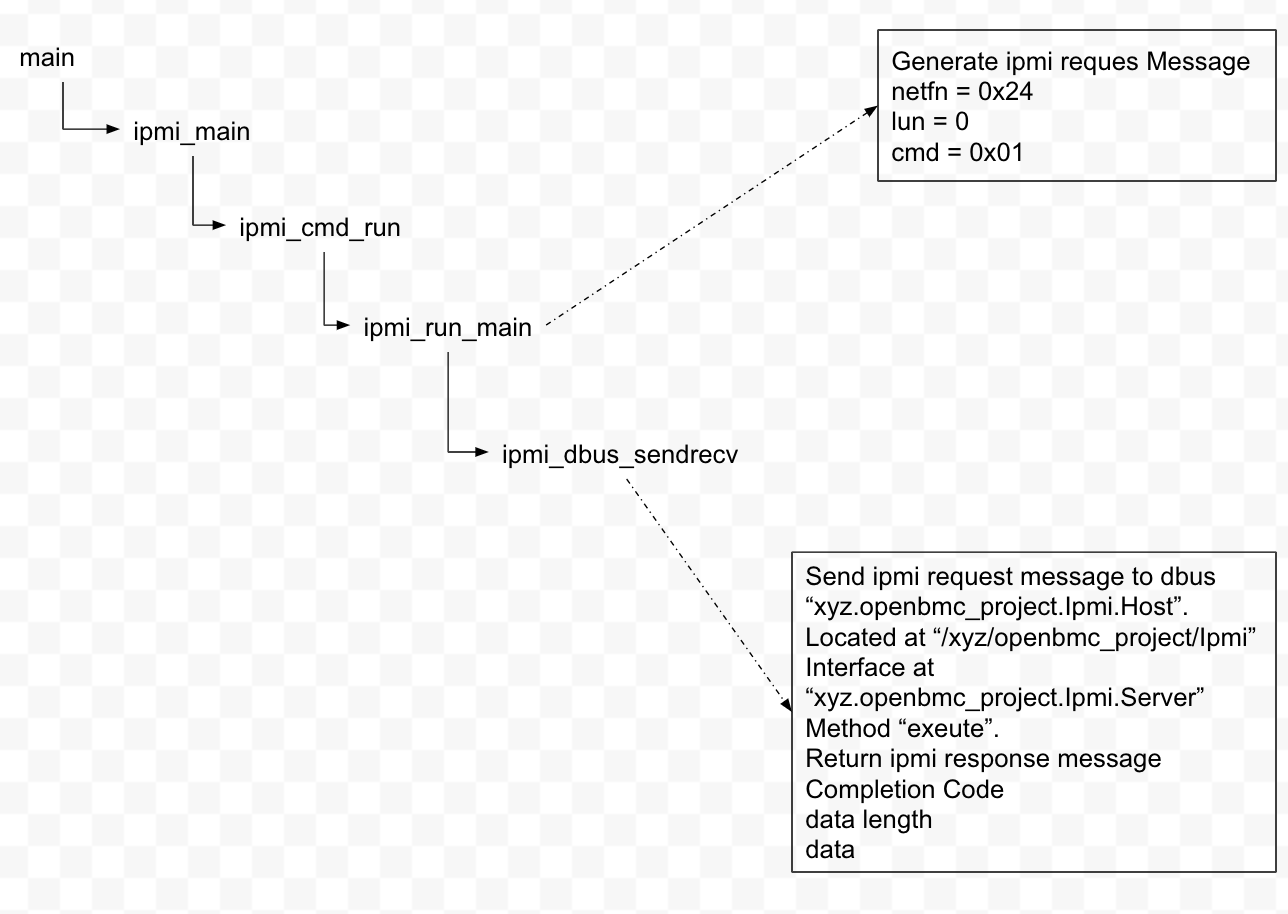 main
ipmi_main
ipmi_cmd_run
ipmi_run_main
ipmi_dbus_sendrecv
Generate ipmi reques Message
netfn = 0x24
lun = 0
cmd = 0x01
Send ipmi request message to dbus
“xyz.openbmc_project.Ipmi.Host”.
Located at “/xyz/openbmc_project/Ipmi”
Interface at
“xyz.openbmc_project.Ipmi.Server”
Method “exeute”.
Return ipmi response message
Completion Code
data length
data